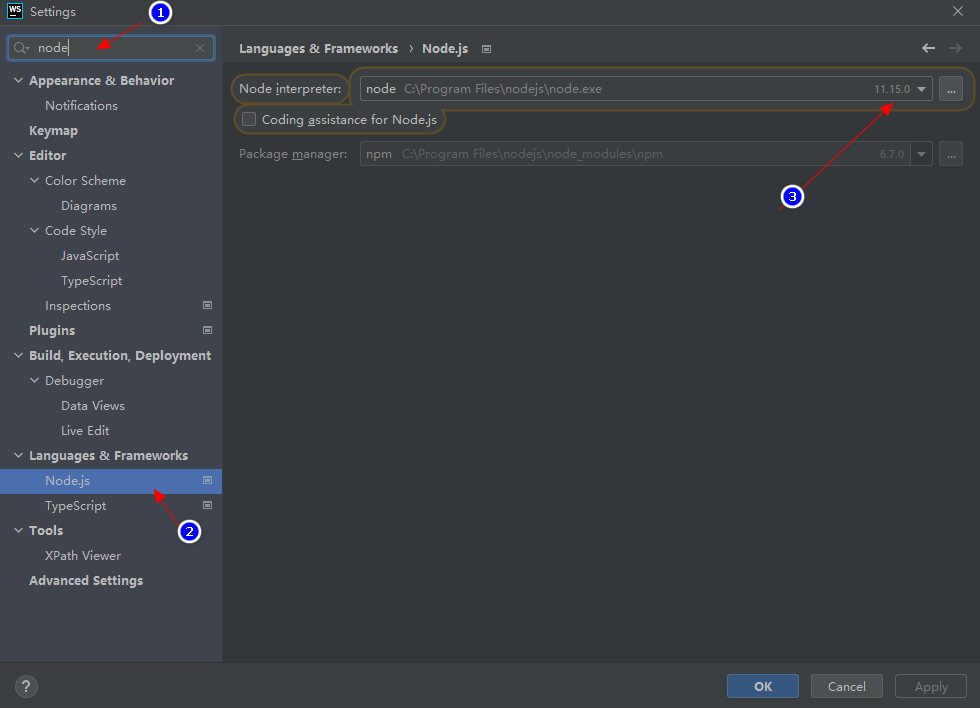 WS Settings
1
node
Languages & Frameworks › Node.js
Appearance & Behavior
Notifications
Keymap
Editor
Color Scheme
Diagrams
Code Style
JavaScript
TypeScript
Inspections
Plugins
Build, Execution, Deployment
Debugger
Data Views
Live Edit
Languages & Frameworks
Node.js
TypeScript
2
Tools
XPath Viewer
Advanced Settings
Node interpreter: node C:\Program Files\nodejs\node.exe 11.15.0 ...
Coding assistance for Node.js
Package manager: npm C:\Program Files\nodejs\node_modules\npm 6.7.0 ...
3
? OK Cancel Apply